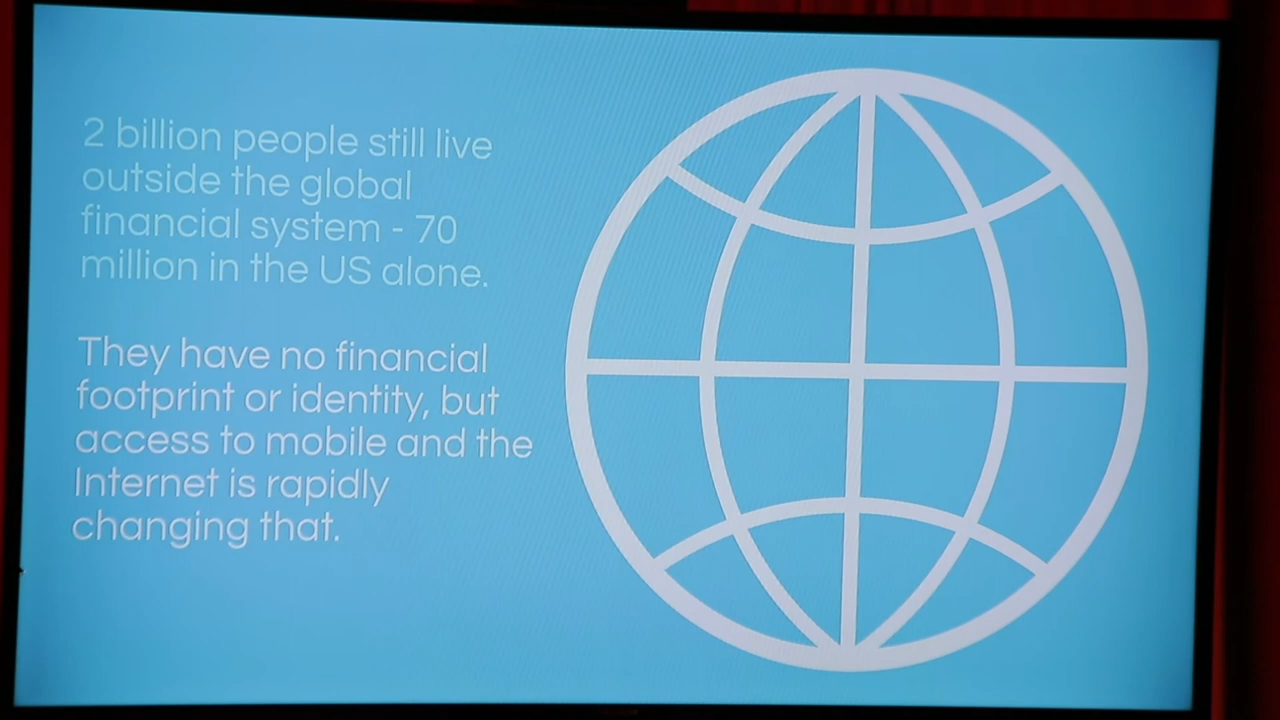 2 billion people still live
outside the global
financial system - 70
million in the US alone.
They have no financial
footprint or identity, but
access to mobile and the
Internet is rapidly
changing that.